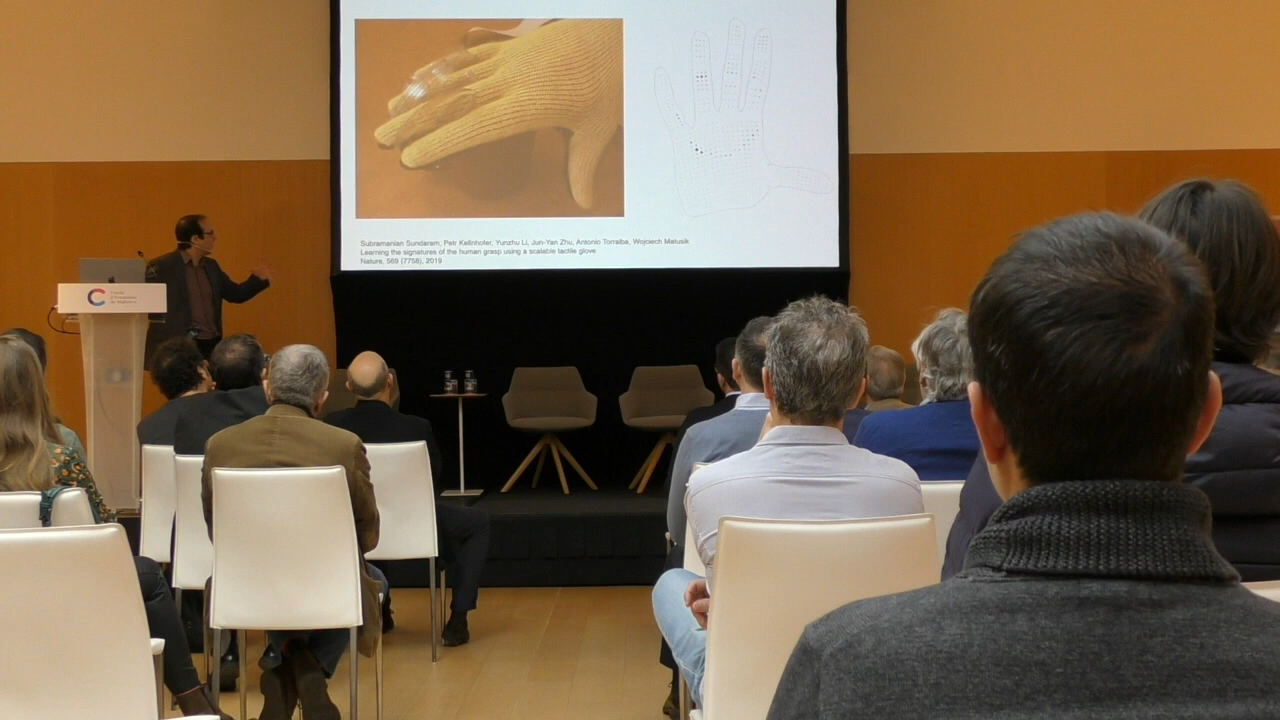 Subramanian Sundaram, Petr Kellnhofer, Yunzhu Li, Jun-Yan Zhu, Antonio Torralba, Wojciech Matusik
Learning the signatures of the human grasp using a scalable tactile glove
Nature, 569 (7758), 2019